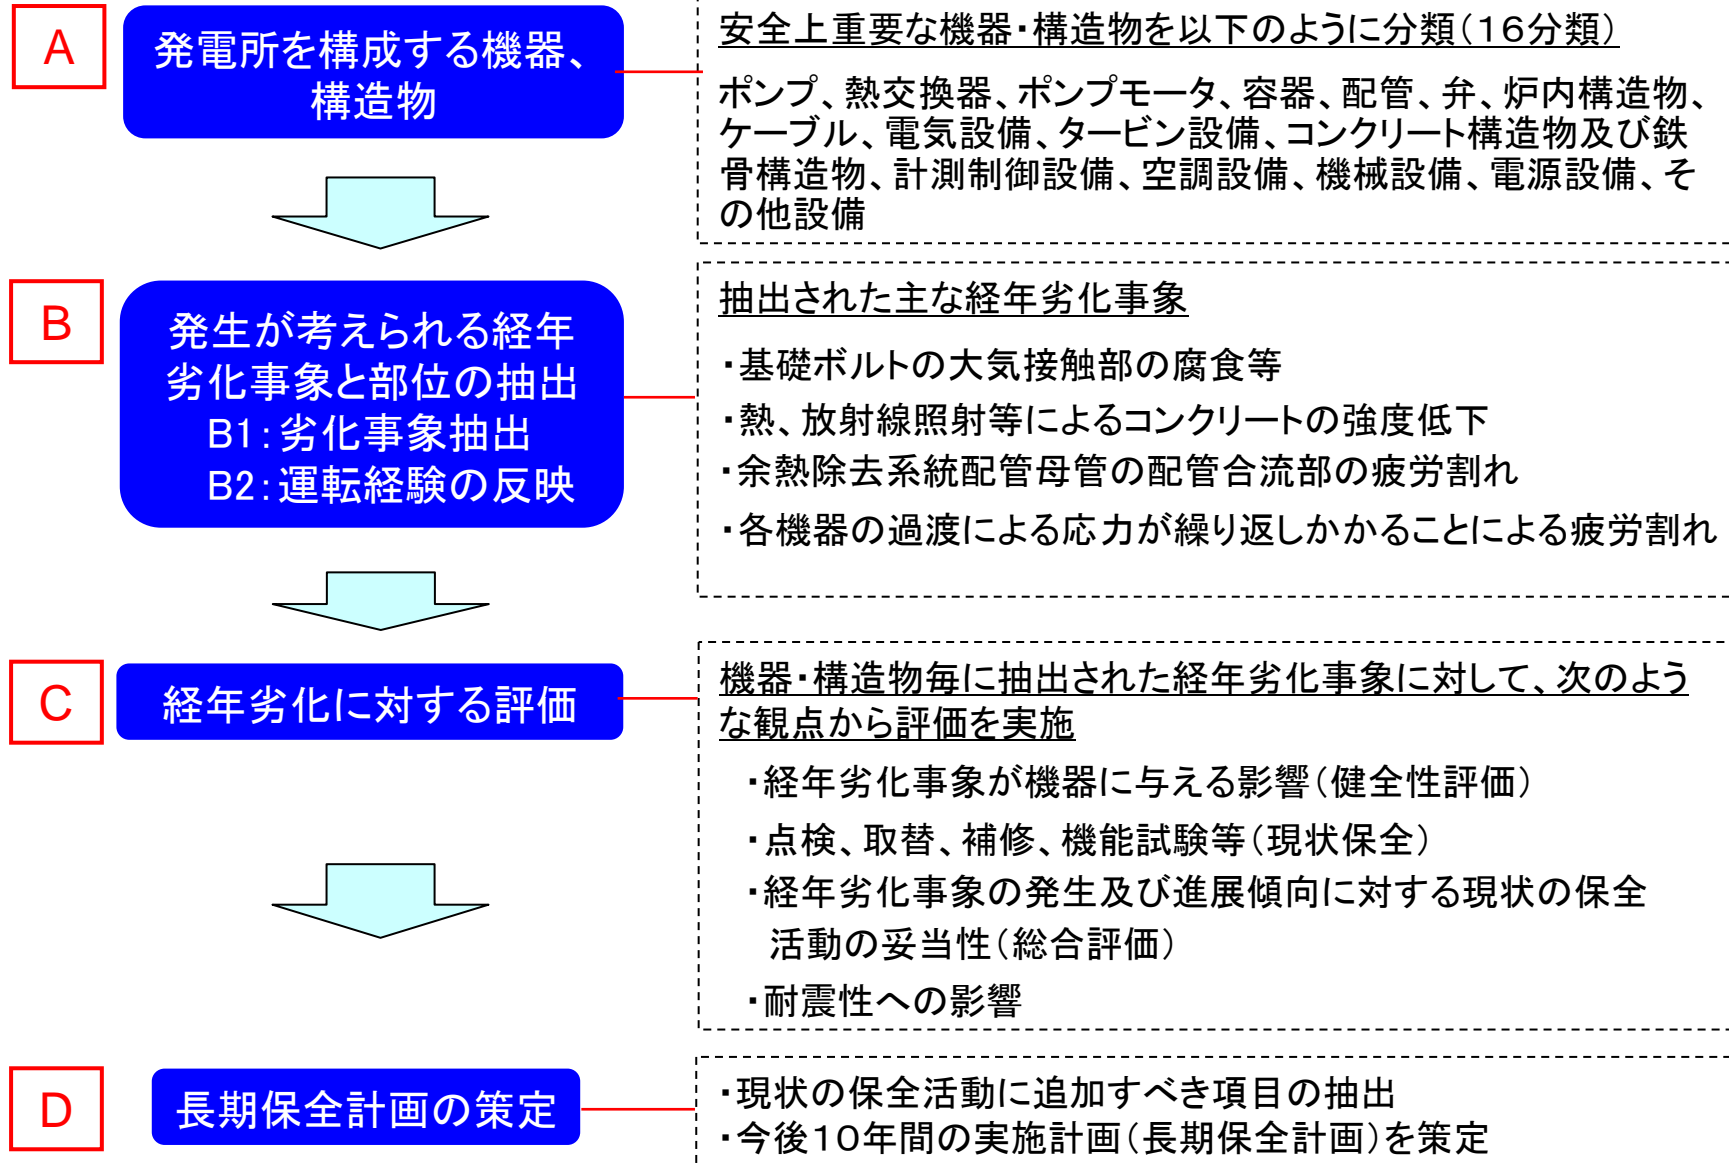 A
発電所を構成する機器、
構造物
安全上重要な機器・構造物を以下のように分類（１６分類）
ポンプ、熱交換器、ポンプモータ、容器、配管、弁、炉内構造物、
ケーブル、電気設備、タービン設備、コンクリート構造物及び鉄
骨構造物、計測制御設備、空調設備、機械設備、電源設備、そ
の他設備
B
発生が考えられる経年
劣化事象と部位の抽出
B1：劣化事象抽出
B2：運転経験の反映
抽出された主な経年劣化事象
・基礎ボルトの大気接触部の腐食等
・熱、放射線照射等によるコンクリートの強度低下
・余熱除去系統配管母管の配管合流部の疲労割れ
・各機器の過渡による応力が繰り返しかかることによる疲労割れ
C
経年劣化に対する評価
機器・構造物毎に抽出された経年劣化事象に対して、次のよう
な観点から評価を実施
・経年劣化事象が機器に与える影響（健全性評価）
・点検、取替、補修、機能試験等（現状保全）
・経年劣化事象の発生及び進展傾向に対する現状の保全
活動の妥当性（総合評価）
・耐震性への影響
D
長期保全計画の策定
・現状の保全活動に追加すべき項目の抽出
・今後１０年間の実施計画（長期保全計画）を策定